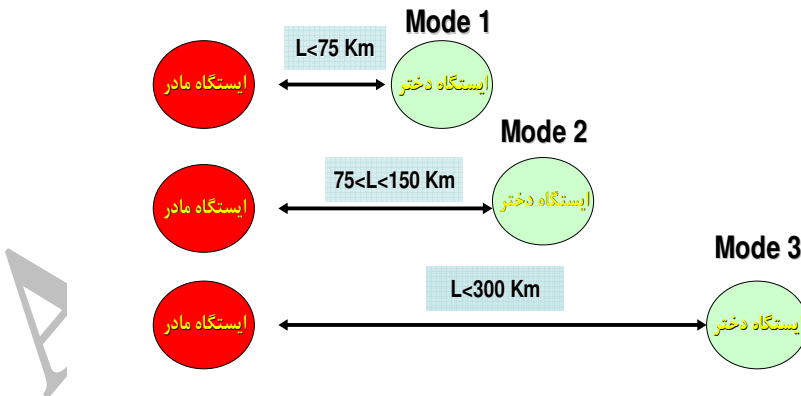 Mode 1
L<75 Km
ایستگاه مادر
ایستگاه دختر
Mode 2
75<L<150 Km
ایستگاه مادر
ایستگاه دختر
Mode 3
L<300 Km
ایستگاه مادر
ایستگاه دختر